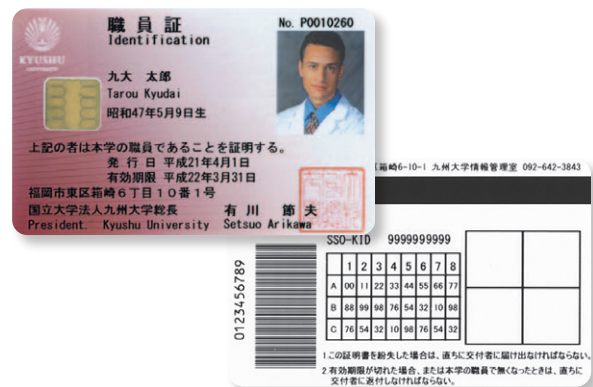 職員証
Identification
No. P0010260
KYUSHU
UNIVERSITY
九大 太郎
Tarou Kyudai
昭和47年5月9日生
上記の者は本学の職員であることを証明する。
発行日 平成21年4月1日
有効期限 平成22年3月31日
福岡市東区箱崎6丁目10番1号
国立大学法人九州大学総長 有川 節夫
President. Kyushu University Setsuo Arikawa
箱崎6-10-1 九州大学情報管理室 092-642-3843
SSO-KID 9999999999
1 2 3 4 5 6 7 8
A 00 11 22 33 44 55 66 77
B 88 99 98 76 54 32 10 98
C 76 54 32 10 98 76 54 32
0123456789
1.この証明書を紛失した場合は、直ちに交付者に届け出なければならない。
2.有効期限が切れた場合、または本学の職員で無くなったときは、直ちに
交付者に返付しなければならない。